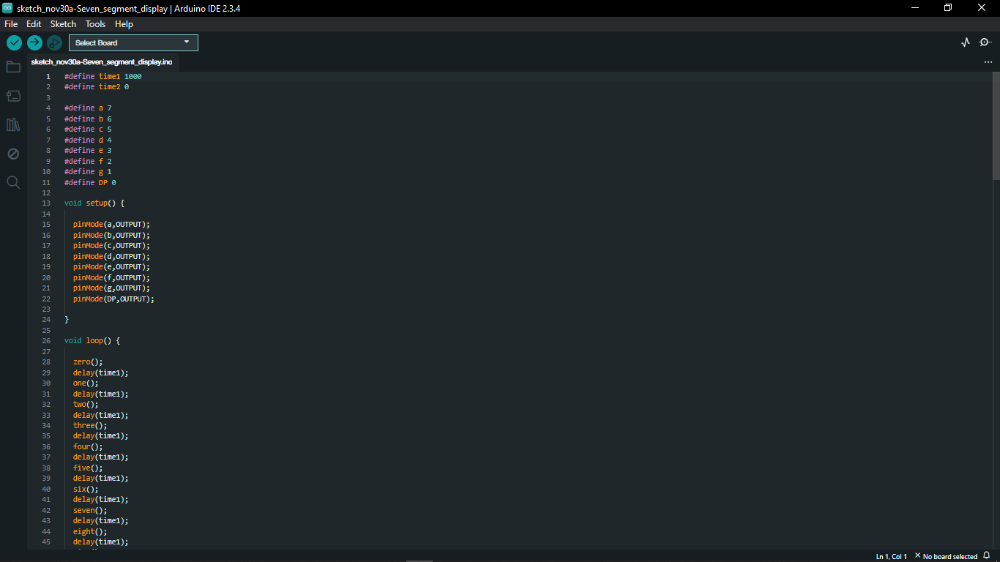 sketch_nov30a-Seven_segment_display | Arduino IDE 2.3.4
File Edit Sketch Tools Help
Select Board
sketch_nov30a-Seven_segment_display.ino
1 #define time1 1000
2 #define time2 0
3
4 #define a 7
5 #define b 6
6 #define c 5
7 #define d 4
8 #define e 3
9 #define f 2
10 #define g 1
11 #define DP 0
12
13 void setup() {
14
15 pinMode(a,OUTPUT);
16 pinMode(b,OUTPUT);
17 pinMode(c,OUTPUT);
18 pinMode(d,OUTPUT);
19 pinMode(e,OUTPUT);
20 pinMode(f,OUTPUT);
21 pinMode(g,OUTPUT);
22 pinMode(DP,OUTPUT);
23
24 }
25
26 void loop() {
27
28 zero();
29 delay(time1);
30 one();
31 delay(time1);
32 two();
33 delay(time1);
34 three();
35 delay(time1);
36 four();
37 delay(time1);
38 five();
39 delay(time1);
40 six();
41 delay(time1);
42 seven();
43 delay(time1);
44 eight();
45 delay(time1);
Ln 1, Col 1 × No board selected